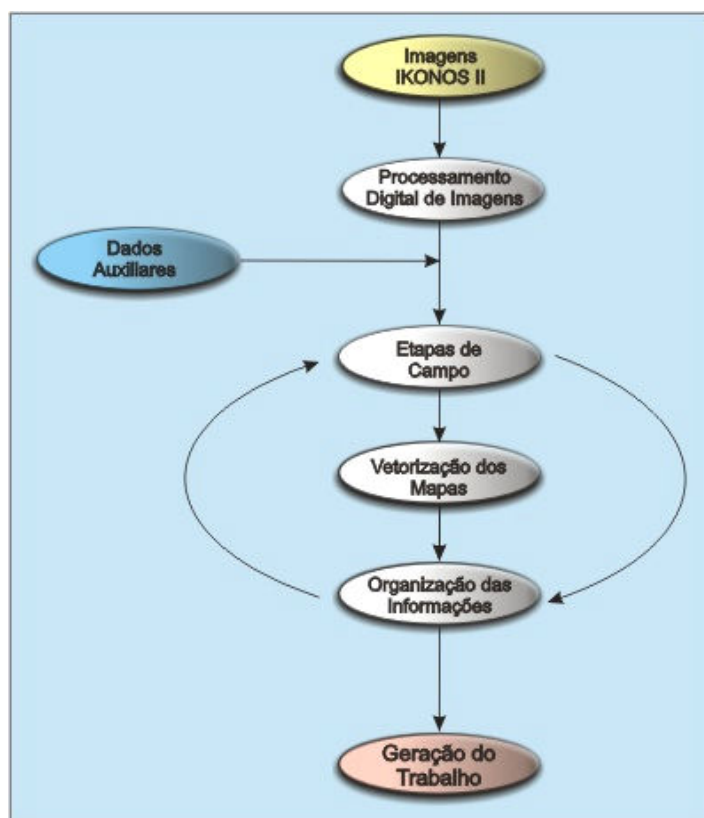 Imagens
IKONOS II
Processamento
Digital de Imagens
Dados
Auxiliares
Etapas de
Campo
Vetorização dos
Mapas
Organização das
Informações
Geração do
Trabalho